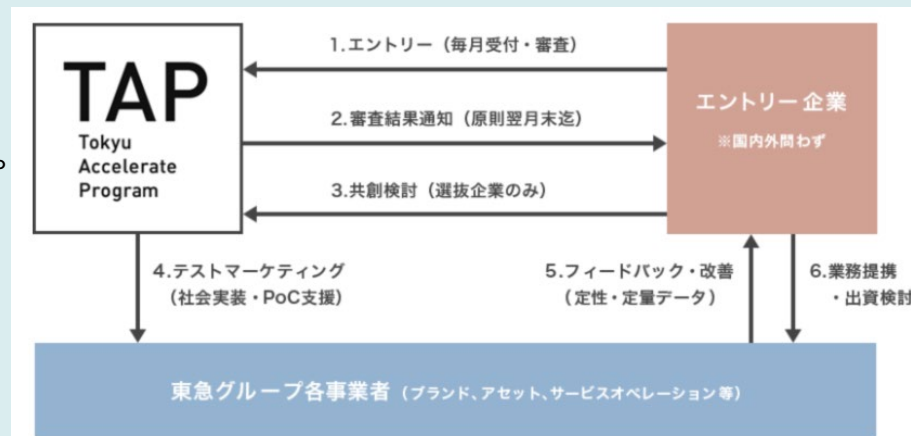 TAP
Tokyu
Accelerate
Program
1.エントリー（毎月受付・審査）
2.審査結果通知（原則翌月末迄）
3.共創検討（選抜企業のみ）
エントリー企業
※国内外問わず
。
4.テストマーケティング
（社会実装・PoC支援）
5.フィードバック・改善
（定性・定量データ）
6.業務提携
・出資検討
東急グループ各事業者（ブランド、アセット、サービスオペレーション等）